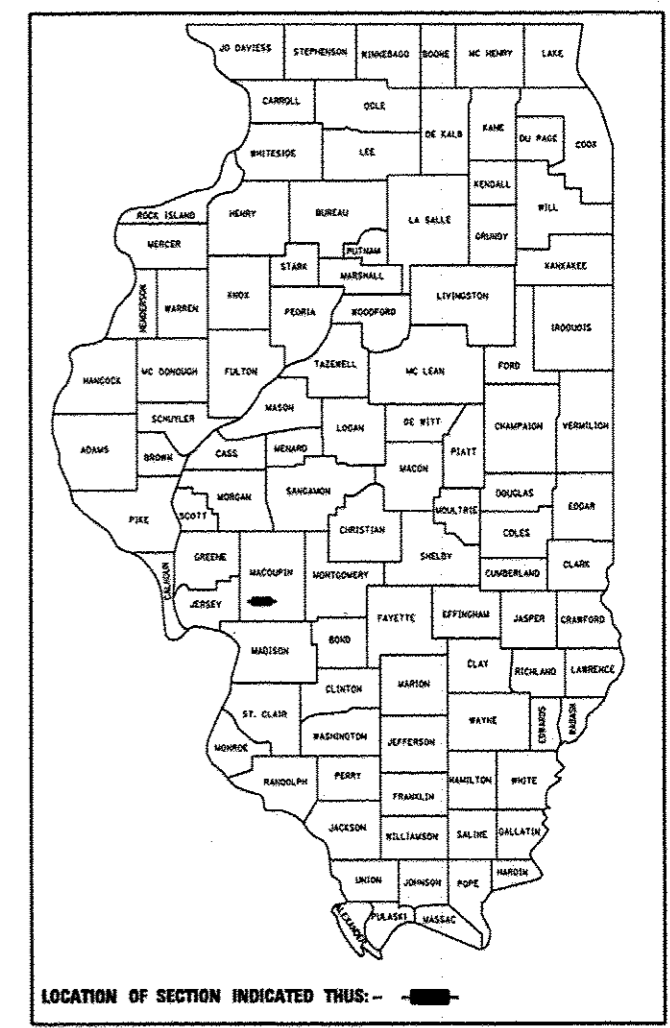 JO DAVIESS STEPHENSON WINNEBAGO BOONE MC HENRY LAKE
CARROLL OGLE DE KALB KANE DU PAGE COOK
WHITESIDE LEE
KENDALL WILL
ROCK ISLAND HENRY BUREAU LA SALLE
MERCER PUTNAM GRUNDY
STARK MARSHALL KANKAKEE
HENDERSON WARREN KNOX PEORIA WOODFORD LIVINGSTON
IROQUOIS
HANCOCK MC DONOUGH FULTON TAZEWELL MC LEAN FORD
MASON
SCHUYLER LOGAN DE WITT CHAMPAIGN VERMILION
ADAMS BROWN CASS MENARD MACON PIATT
MORGAN SANGAMON DOUGLAS EDGAR
PIKE SCOTT CHRISTIAN MOULTRIE COLES
GREENE MACOUPIN MONTGOMERY SHELBY CUMBERLAND CLARK
CALHOUN JERSEY FAYETTE EFFINGHAM JASPER CRAWFORD
BOND
MADISON CLAY RICHLAND LAWRENCE
CLINTON MARION
ST. CLAIR WAYNE EDWARDS WABASH
MONROE WASHINGTON JEFFERSON
RANDOLPH PERRY HAMILTON WHITE
FRANKLIN
JACKSON WILLIAMSON SALINE GALLATIN
UNION JOHNSON POPE HARDIN
ALEXANDER PULASKI MASSAC
LOCATION OF SECTION INDICATED THUS: -